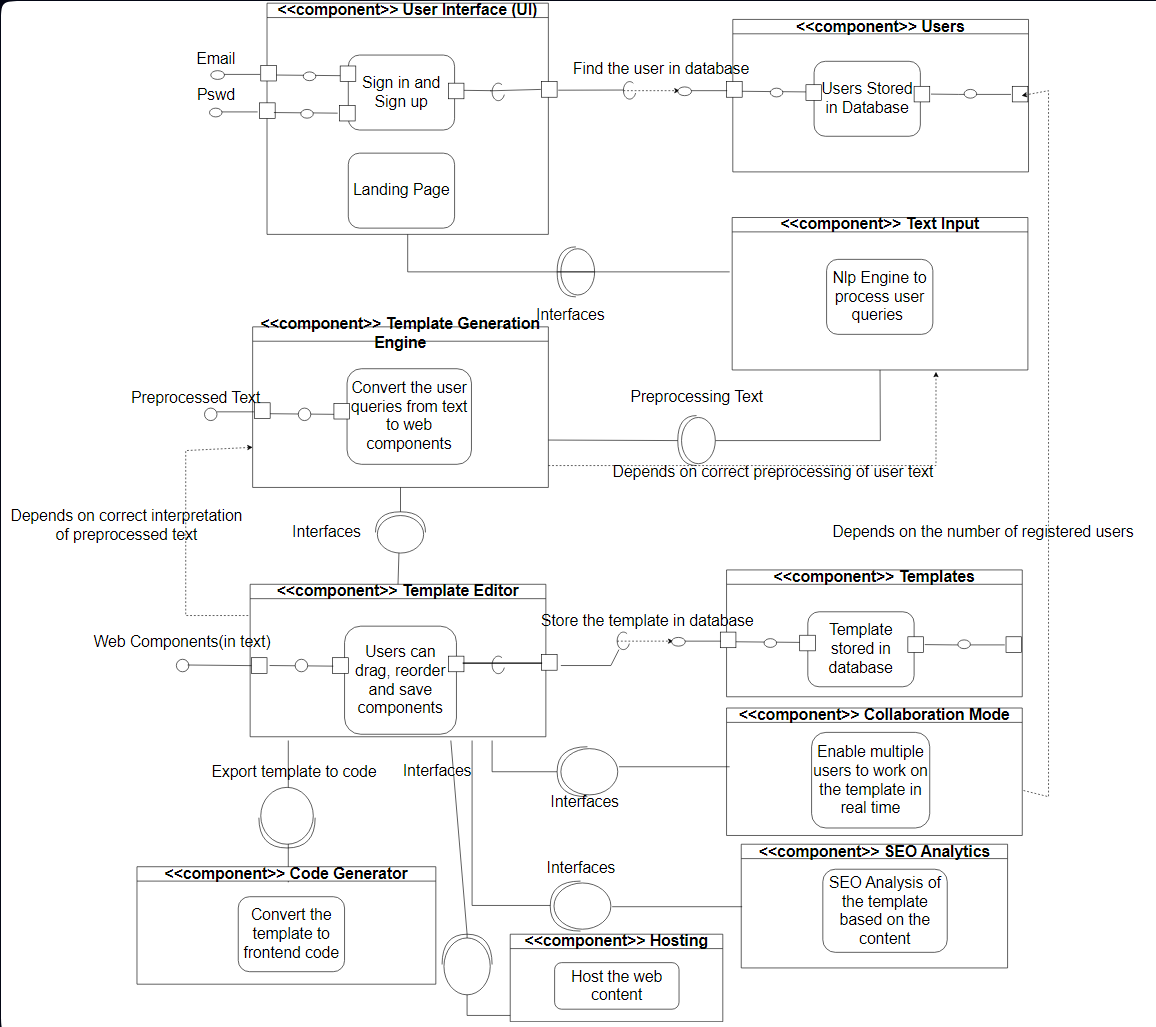 <<component>> User Interface (UI)
Email
Pswd
Sign in and
Sign up
Landing Page
Find the user in database
<<component>> Users
Users Stored
in Database
<<component>> Text Input
Nlp Engine to
process user
queries
Interfaces
<<component>> Template Generation
Engine
Preprocessed Text
Convert the user
queries from text
to web
components
Preprocessing Text
Depends on correct preprocessing of user text
Depends on correct interpretation
of preprocessed text
Interfaces
Depends on the number of registered users
<<component>> Template Editor
Web Components(in text)
Users can
drag, reorder
and save
components
Store the template in database
<<component>> Templates
Template
stored in
database
<<component>> Collaboration Mode
Enable multiple
users to work on
the template in
real time
Export template to code
Interfaces
Interfaces
<<component>> SEO Analytics
SEO Analysis of
the template
based on the
content
Interfaces
<<component>> Code Generator
Convert the
template to
frontend code
<<component>> Hosting
Host the web
content